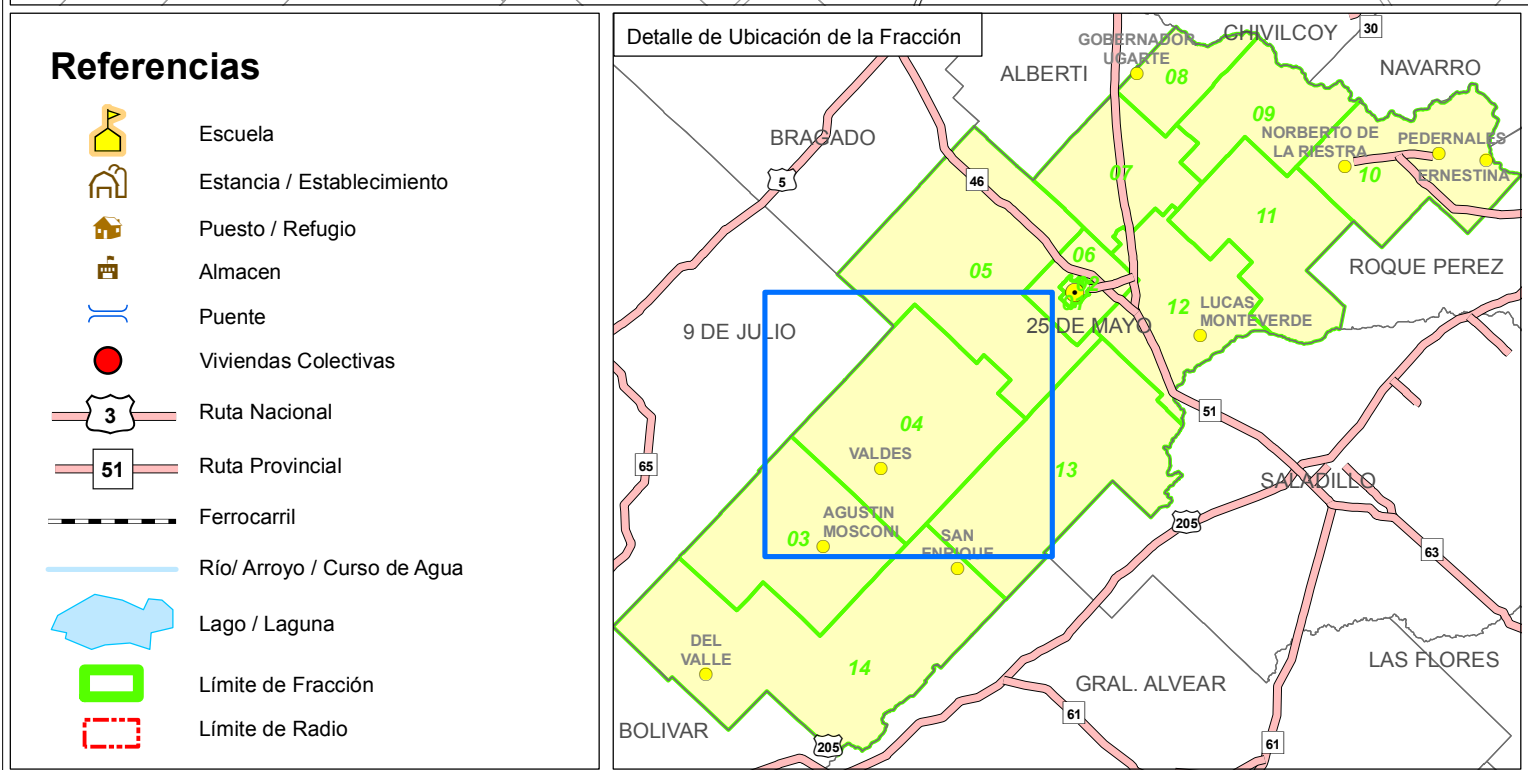 Referencias
Escuela
Estancia / Establecimiento
Puesto / Refugio
Almacen
Puente
Viviendas Colectivas
3
Ruta Nacional
51
Ruta Provincial
Ferrocarril
Río/ Arroyo / Curso de Agua
Lago / Laguna
Límite de Fracción
Límite de Radio
Detalle de Ubicación de la Fracción
CHIVILCOY
30
GOBERNADOR
UGARTE
ALBERTI
08
NAVARRO
BRAGADO
09
NORBERTO DE
LA RIESTRA
PEDERNALES
ERNESTINA
10
5
46
07
11
06
05
ROQUE PEREZ
01
9 DE JULIO
25 DE MAYO
12
LUCAS
MONTEVERDE
04
51
VALDES
65
13
SALADILLO
AGUSTIN
MOSCONI
03
SAN
ENRIQUE
205
63
DEL
VALLE
14
LAS FLORES
GRAL. ALVEAR
BOLIVAR
61
205
61